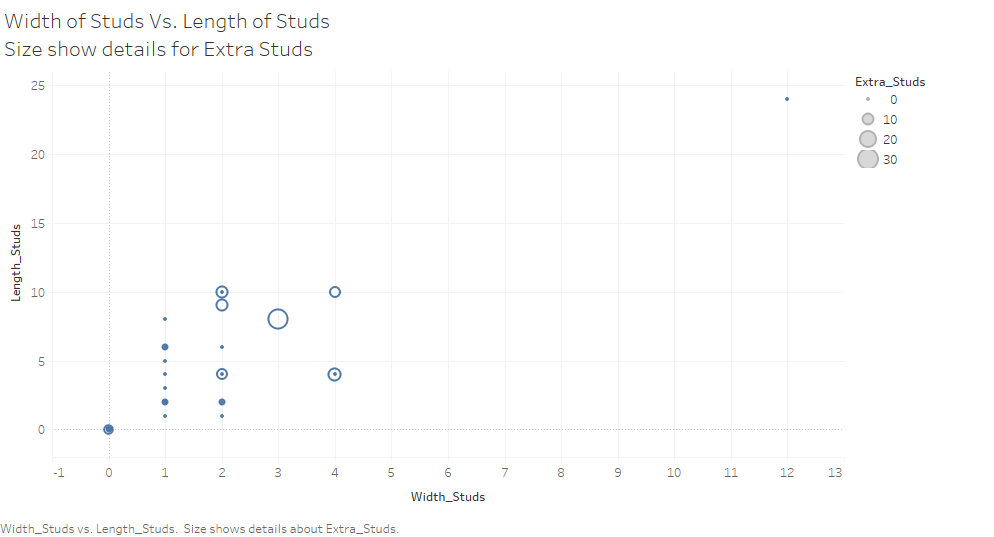 Width of Studs Vs. Length of Studs
Size show details for Extra Studs
Extra_Studs
0
10
20
30
Length_Studs
25
20
15
10
5
0
-1 0 1 2 3 4 5 6 7 8 9 10 11 12 13
Width_Studs
Width_Studs vs. Length_Studs. Size shows details about Extra_Studs.